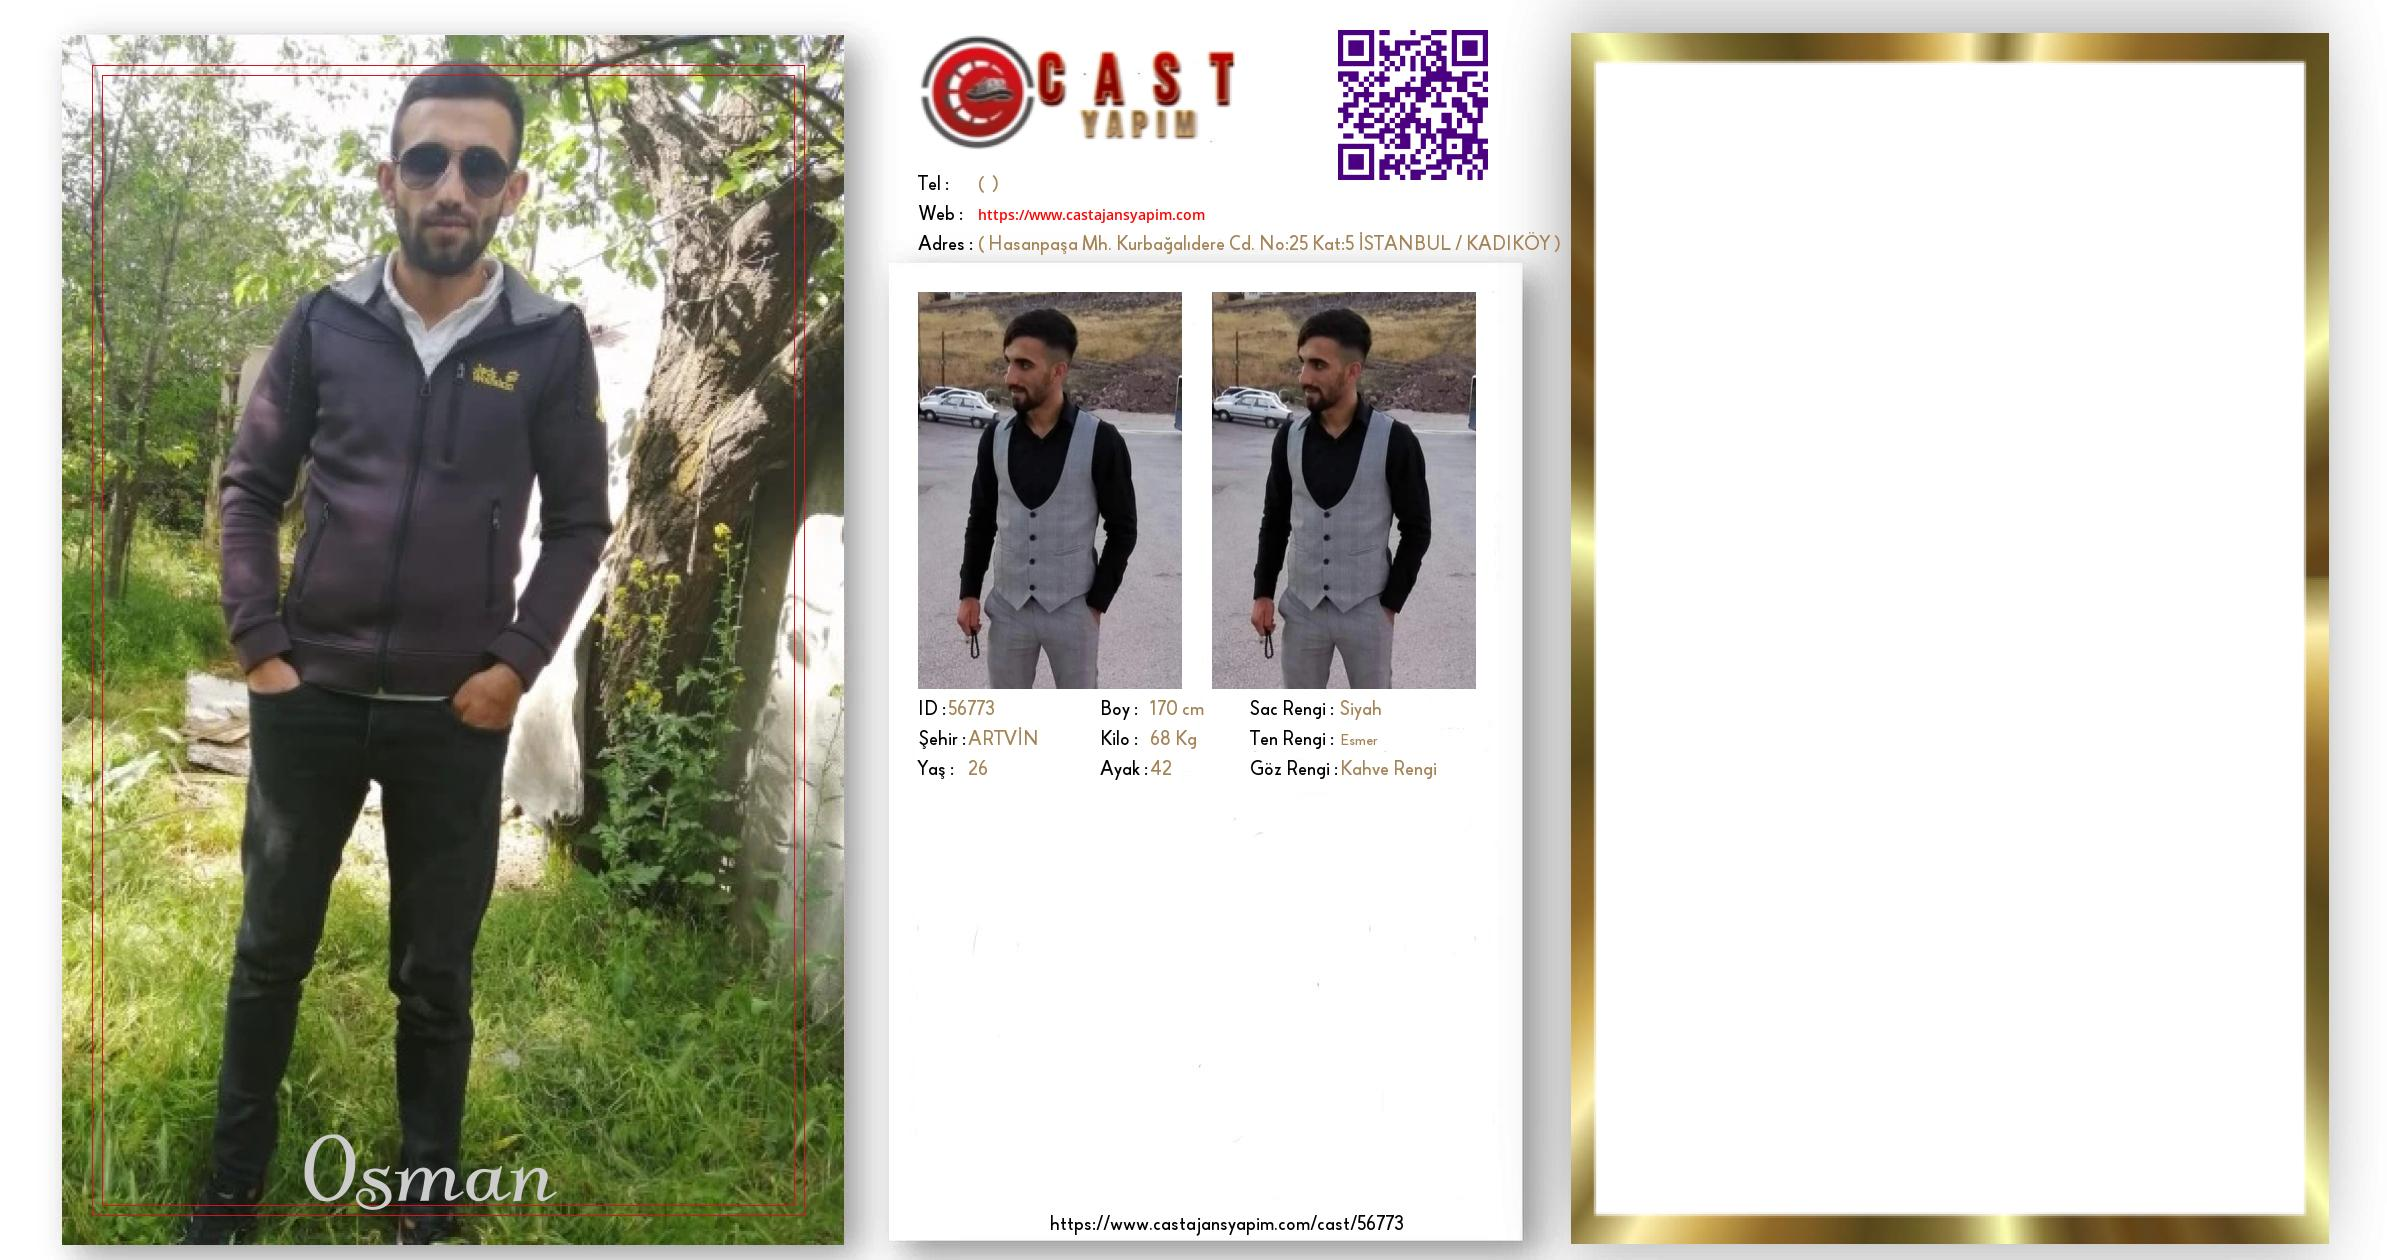 Osman
CAST
YAPIM
Tel : ( )
Web : https://www.castajansyapim.com
Adres : ( Hasanpaşa Mh. Kurbağalıdere Cd. No:25 Kat:5 İSTANBUL / KADIKÖY )
ID : 56773 Boy : 170 cm Sac Rengi : Siyah
Şehir : ARTVİN Kilo : 68 Kg Ten Rengi : Esmer
Yaş : 26 Ayak : 42 Göz Rengi : Kahve Rengi
https://www.castajansyapim.com/cast/56773